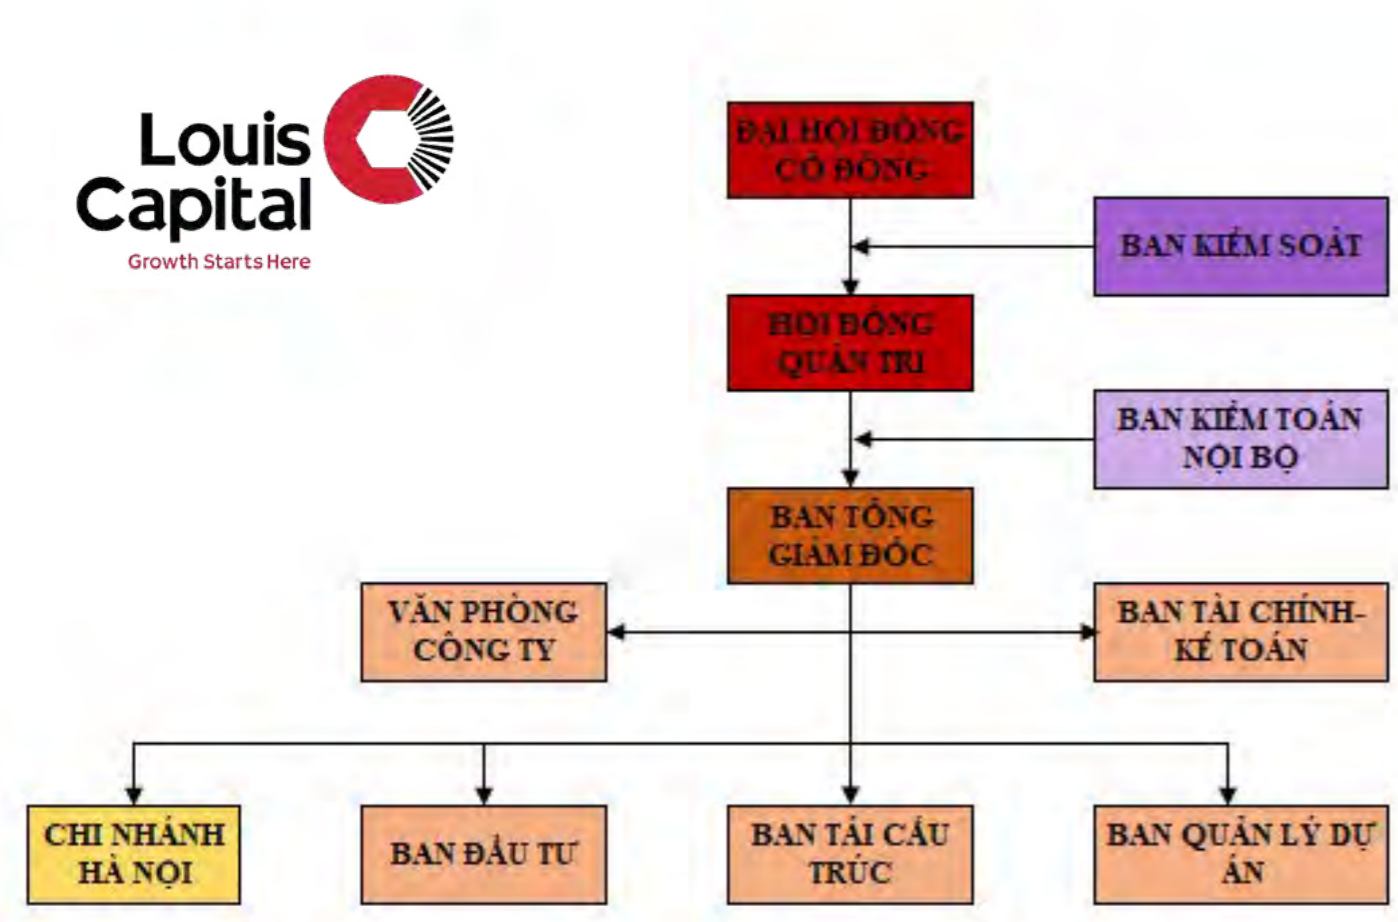 Louis
Capital
Growth Starts Here
ĐẠI HỘI ĐỒNG
CỔ ĐÔNG
BAN KIỂM SOÁT
HỘI ĐỒNG
QUẢN TRỊ
BAN KIỂM TOÁN
NỘI BỘ
BAN TỔNG
GIÁM ĐỐC
VĂN PHÒNG
CÔNG TY
BAN TÀI CHÍNH-
KẾ TOÁN
CHI NHÁNH
HÀ NỘI
BAN ĐẦU TƯ
BAN TÁI CẤU
TRÚC
BAN QUẢN LÝ DỰ
ÁN